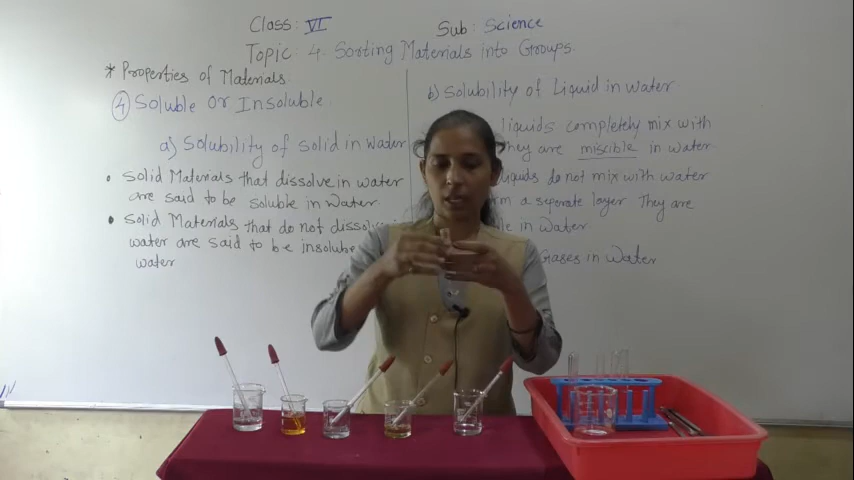 Class: VI Sub: Science
Topic: 4. Sorting Materials into Groups
* Properties of Materials
④ Soluble Or Insoluble
a) Solubility of Solid in Water
• Solid Materials that dissolve in water
are said to be soluble in water.
• Solid Materials that do not
water are said to be
water
b) Solubility of Liquid in water
liquids completely mix with
They are miscible in water
liquids do not mix with water
a separate layer They are
in water
Gases in Water